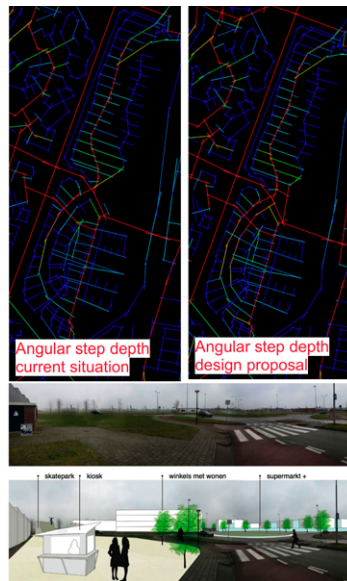 Angular step depth
current situation
Angular step depth
design proposal
skatepark
kiosk
winkels met wonen
supermarkt +